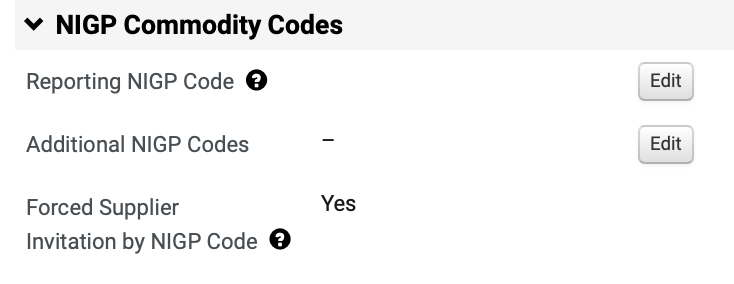 NIGP Commodity Codes
Reporting NIGP Code ? Edit
Additional NIGP Codes – Edit
Forced Supplier Yes
Invitation by NIGP Code ?